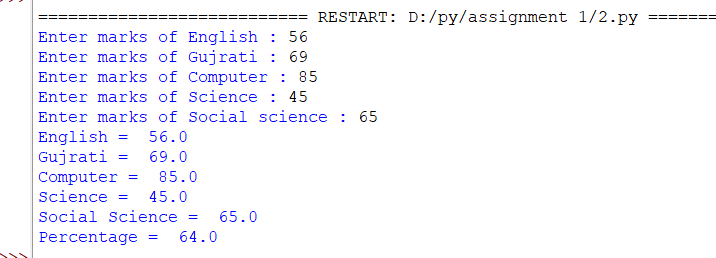 >>>
=========================== RESTART: D:/py/assignment 1/2.py =======
Enter marks of English : 56
Enter marks of Gujrati : 69
Enter marks of Computer : 85
Enter marks of Science : 45
Enter marks of Social science : 65
English =  56.0
Gujrati =  69.0
Computer =  85.0
Science =  45.0
Social Science =  65.0
Percentage =  64.0
>>>